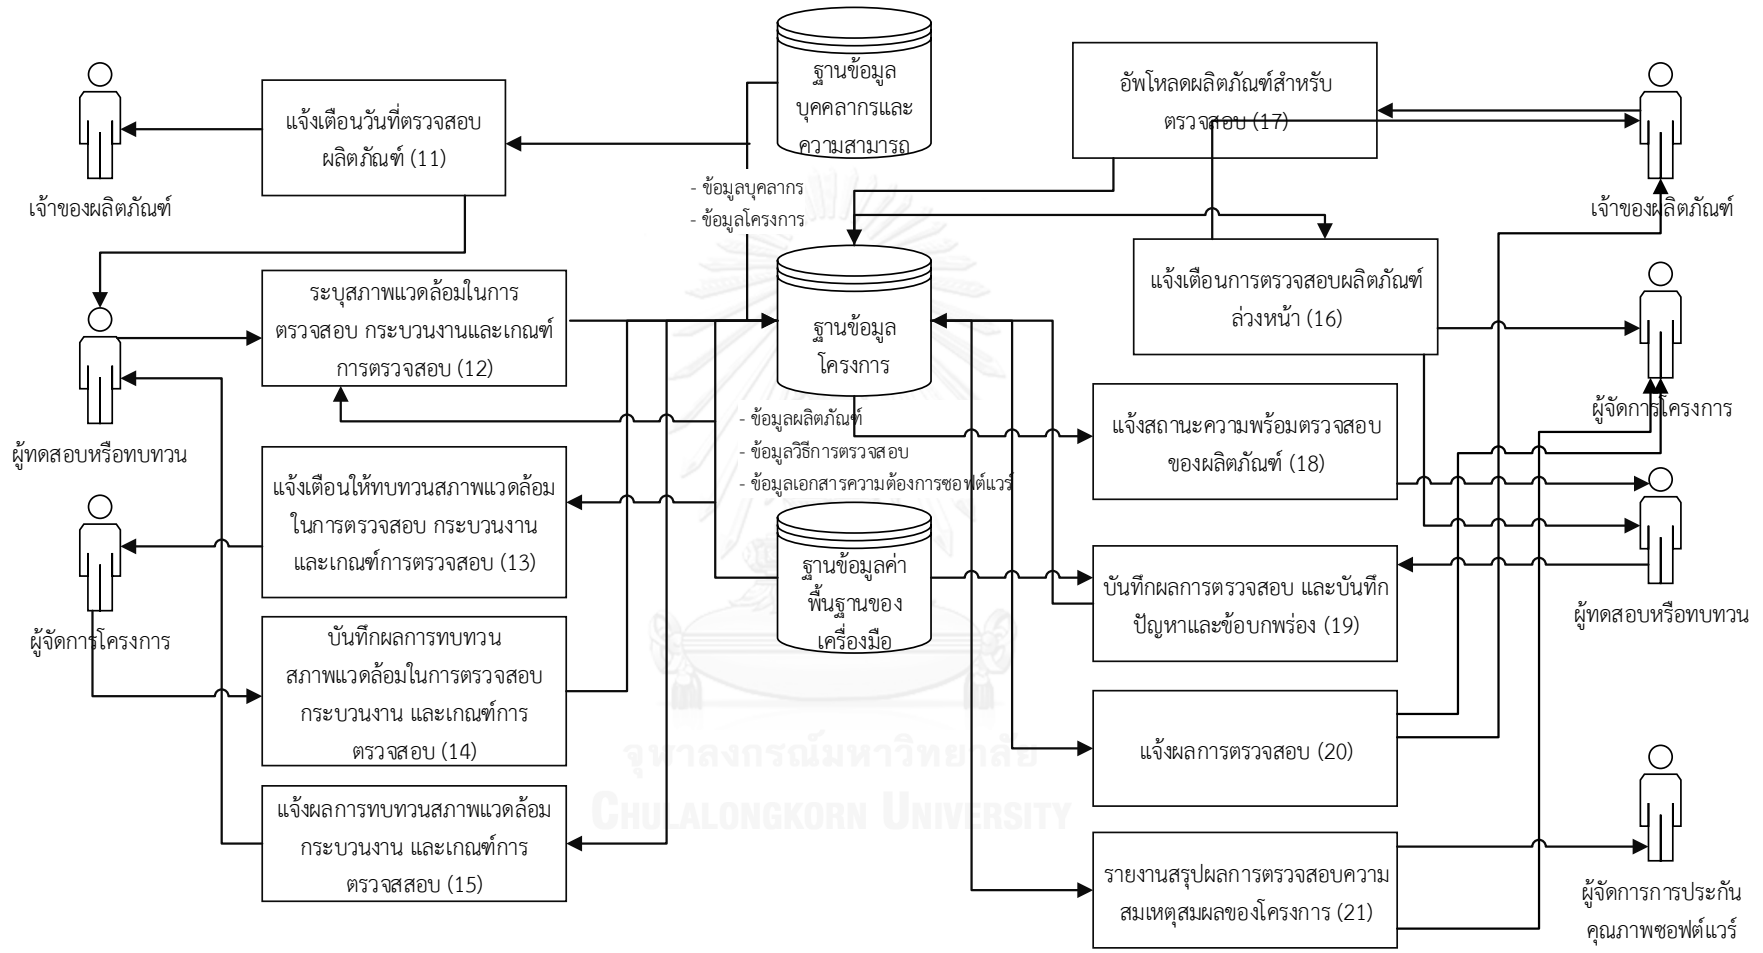 ฐานข้อมูล
บุคคลากรและ
ความสามารถ
แจ้งเตือนวันที่ตรวจสอบ
ผลิตภัณฑ์ (11)
เจ้าของผลิตภัณฑ์
- ข้อมูลบุคลากร
- ข้อมูลโครงการ
อัพโหลดผลิตภัณฑ์สำหรับ
ตรวจสอบ (17)
เจ้าของผลิตภัณฑ์
ระบุสภาพแวดล้อมในการ
ตรวจสอบ กระบวนงานและเกณฑ์
การตรวจสอบ (12)
ผู้ทดสอบหรือทบทวน
ฐานข้อมูล
โครงการ
แจ้งเตือนการตรวจสอบผลิตภัณฑ์
ล่วงหน้า (16)
ผู้จัดการโครงการ
- ข้อมูลผลิตภัณฑ์
- ข้อมูลวิธีการตรวจสอบ
- ข้อมูลเอกสารความต้องการซอฟต์แวร์
แจ้งสถานะความพร้อมตรวจสอบ
ของผลิตภัณฑ์ (18)
แจ้งเตือนให้ทบทวนสภาพแวดล้อม
ในการตรวจสอบ กระบวนงาน
และเกณฑ์การตรวจสอบ (13)
ผู้จัดการโครงการ
ฐานข้อมูลค่า
พื้นฐานของ
เครื่องมือ
บันทึกผลการตรวจสอบ และบันทึก
ปัญหาและข้อบกพร่อง (19)
ผู้ทดสอบหรือทบทวน
บันทึกผลการทบทวน
สภาพแวดล้อมในการตรวจสอบ
กระบวนงาน และเกณฑ์การ
ตรวจสอบ (14)
แจ้งผลการตรวจสอบ (20)
จุฬาลงกรณ์มหาวิทยาลัย
CHULALONGKORN UNIVERSITY
แจ้งผลการทบทวนสภาพแวดล้อม
กระบวนงาน และเกณฑ์การ
ตรวจสสอบ (15)
รายงานสรุปผลการตรวจสอบความ
สมเหตุสมผลของโครงการ (21)
ผู้จัดการการประกัน
คุณภาพซอฟต์แวร์